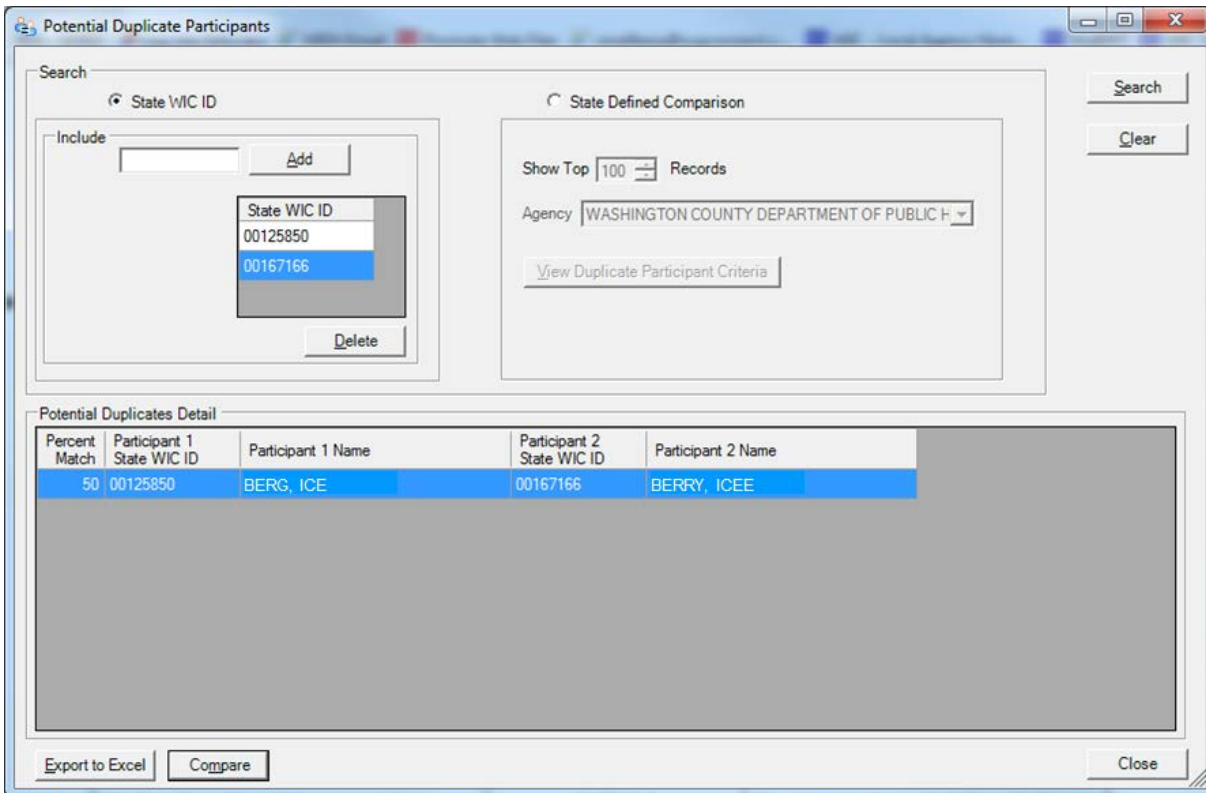 Potential Duplicate Participants
Search
State WIC ID
State Defined Comparison
Search
Clear
Include
Add
State WIC ID
00125850
00167166
Delete
Show Top 100 Records
Agency WASHINGTON COUNTY DEPARTMENT OF PUBLIC H
View Duplicate Participant Criteria
Potential Duplicates Detail
Percent Match Participant 1 State WIC ID Participant 1 Name Participant 2 State WIC ID Participant 2 Name
50 00125850 BERG, ICE 00167166 BERRY, ICEE
Export to Excel Compare Close